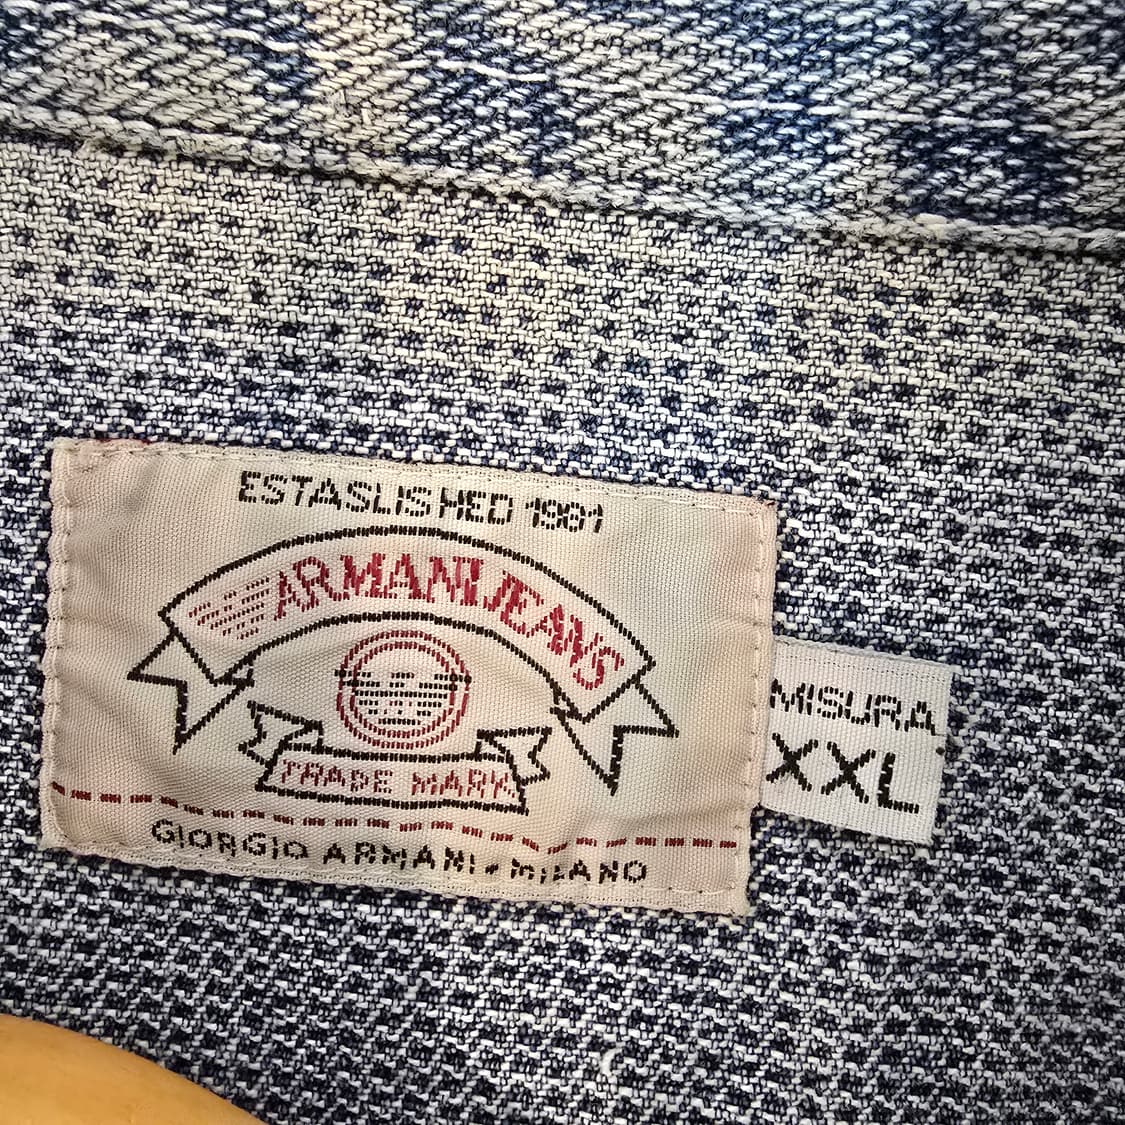 ESTASLISHED 1981
ARMANI JEANS
TRADE MARK
GIORGIO ARMANI - MILANO
MISURA
XXL